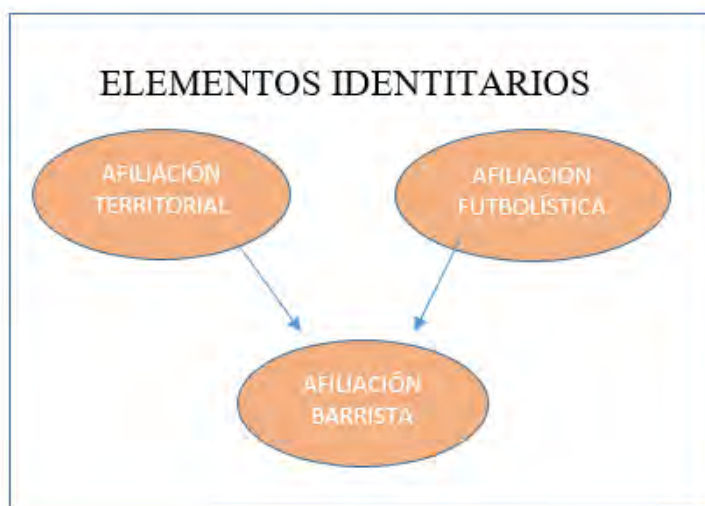 ELEMENTOS IDENTITARIOS
AFILIACIÓN
TERRITORIAL
AFILIACIÓN
FUTBOLÍSTICA
AFILIACIÓN
BARRISTA